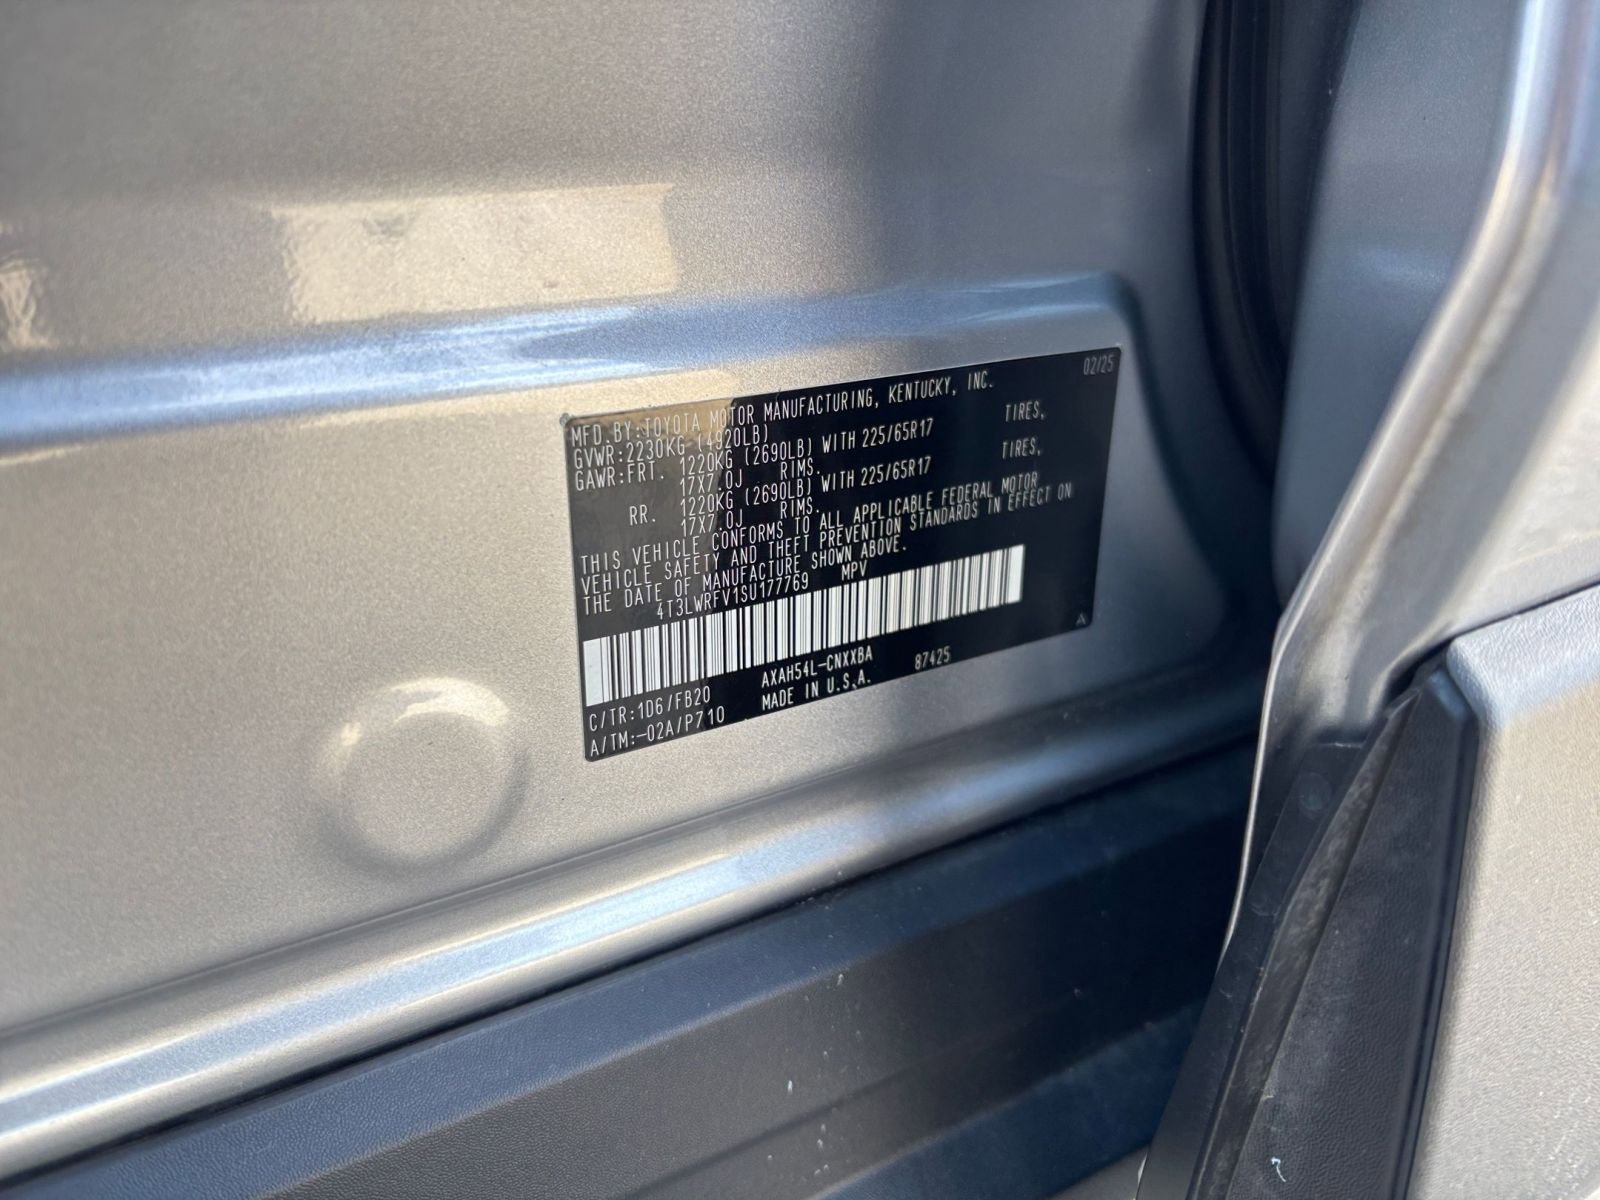 02/25
MFD.BY:TOYOTA MOTOR MANUFACTURING, KENTUCKY, INC.
GVWR:2230KG (4920LB)
GAWR:FRT. 1220KG (2690LB) WITH 225/65R17 TIRES,
17X7.0J RIMS.
RR. 1220KG (2690LB) WITH 225/65R17 TIRES,
17X7.0J RIMS.
THIS VEHICLE CONFORMS TO ALL APPLICABLE FEDERAL MOTOR
VEHICLE SAFETY AND THEFT PREVENTION STANDARDS IN EFFECT ON
THE DATE OF MANUFACTURE SHOWN ABOVE.
4T3LWRFV1SU177769 MPV
A
C/TR:1D6/FB20 AXAH54L-CNXXBA 87425
A/TM:-02A/P710 MADE IN U.S.A.